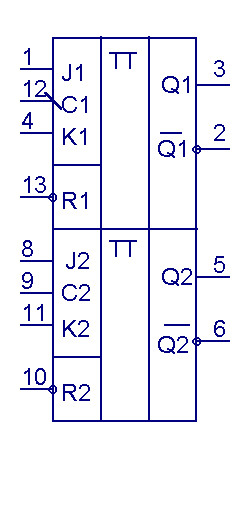 1 J1 TT Q1 3
12 C1
4 K1 Q1 2
13 R1
8 J2 TT Q2 5
9 C2
11 K2 Q2 6
10 R2